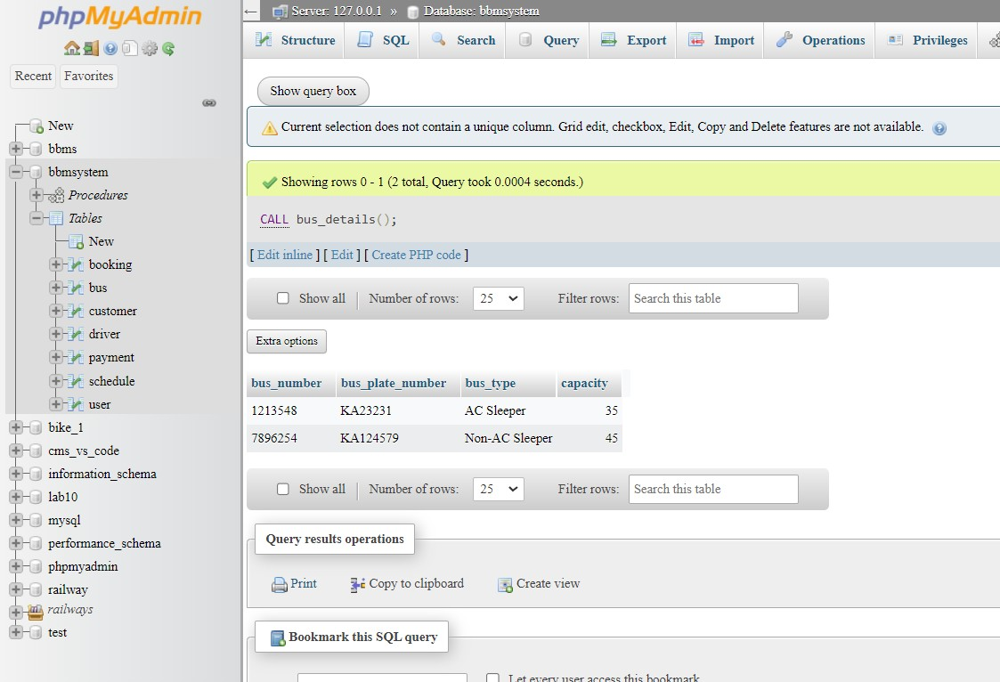 phpMyAdmin
Recent Favorites
New
bbms
bbmsystem
Procedures
Tables
New
booking
bus
customer
driver
payment
schedule
user
bike_1
cms_vs_code
information_schema
lab10
mysql
performance_schema
phpmyadmin
railway
railways
test
Server: 127.0.0.1 » Database: bbmsystem
Structure SQL Search Query Export Import Operations Privileges
Show query box
Current selection does not contain a unique column. Grid edit, checkbox, Edit, Copy and Delete features are not available.
Showing rows 0 - 1 (2 total, Query took 0.0004 seconds.)
CALL bus_details();
[ Edit inline ] [ Edit ] [ Create PHP code ]
Show all Number of rows: 25 Filter rows: Search this table
Extra options
bus_number bus_plate_number bus_type capacity
1213548 KA23231 AC Sleeper 35
7896254 KA124579 Non-AC Sleeper 45
Show all Number of rows: 25 Filter rows: Search this table
Query results operations
Print Copy to clipboard Create view
Bookmark this SQL query
Let every user access this bookmark